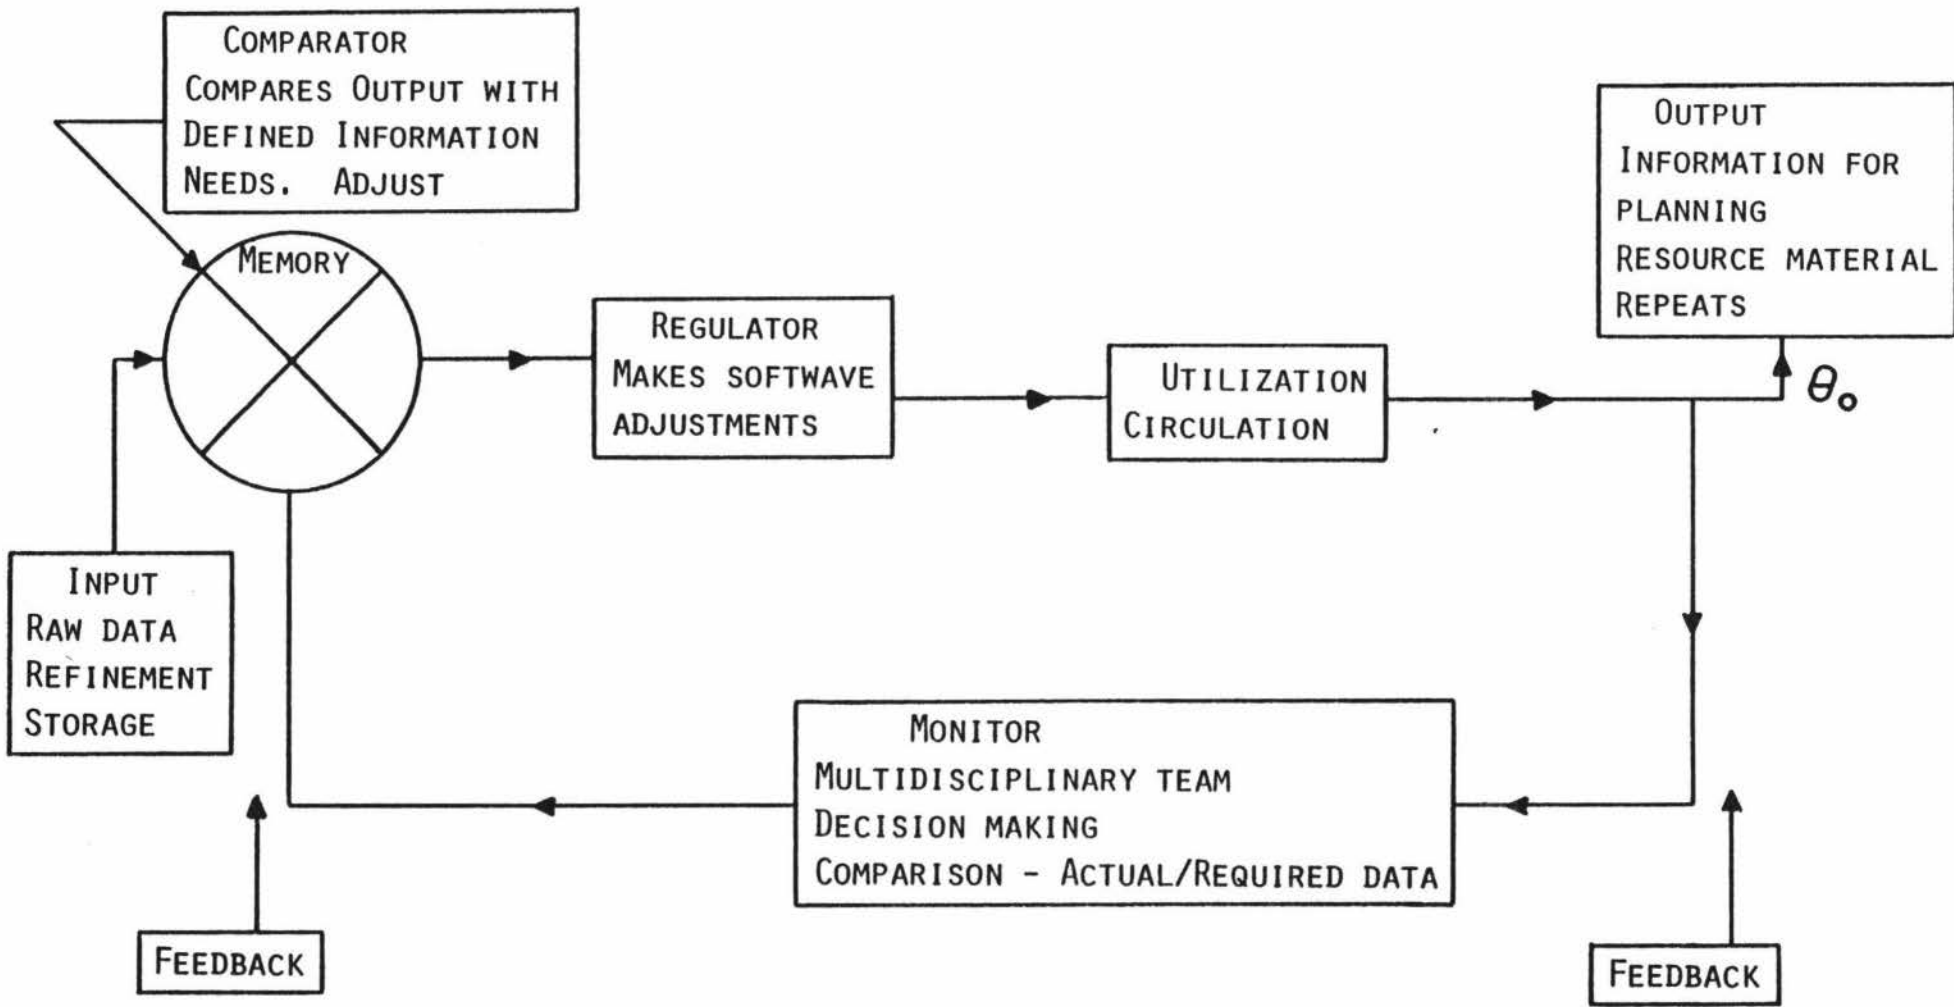 COMPARATOR
COMPARES OUTPUT WITH
DEFINED INFORMATION
NEEDS. ADJUST
OUTPUT
INFORMATION FOR
PLANNING
RESOURCE MATERIAL
REPEATS
θo
MEMORY
REGULATOR
MAKES SOFTWAVE
ADJUSTMENTS
UTILIZATION
CIRCULATION
INPUT
RAW DATA
REFINEMENT
STORAGE
MONITOR
MULTIDISCIPLINARY TEAM
DECISION MAKING
COMPARISON - ACTUAL/REQUIRED DATA
FEEDBACK
FEEDBACK